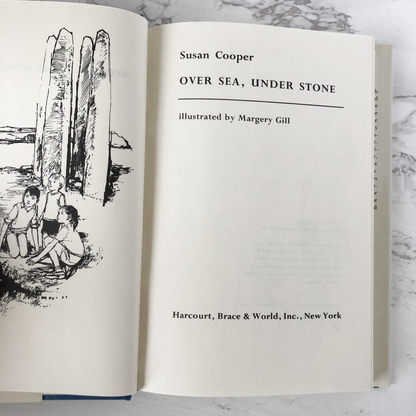 Susan Cooper
OVER SEA, UNDER STONE
illustrated by Margery Gill
Harcourt, Brace & World, Inc., New York